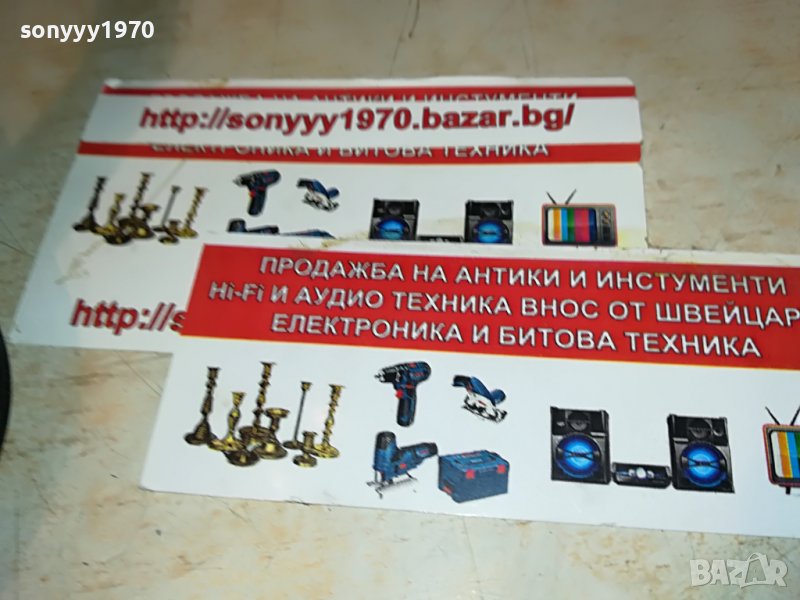 sonyyy1970
http://sonyyy1970.bazar.bg/
ЕЛЕКТРОНИКА И БИТОВА ТЕХНИКА
http://s
ПРОДАЖБА НА АНТИКИ И ИНСТУМЕНТИ
Hi-Fi И АУДИО ТЕХНИКА ВНОС ОТ ШВЕЙЦАР
ЕЛЕКТРОНИКА И БИТОВА ТЕХНИКА
BAZAR